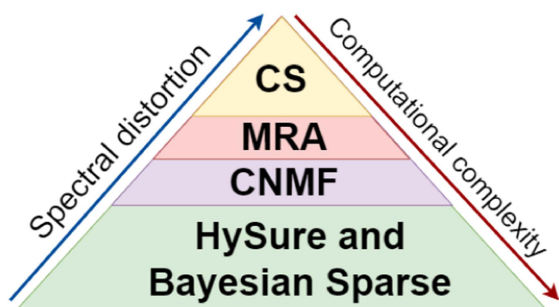 Spectral distortion
Computational complexity
CS
MRA
CNMF
HySure and
Bayesian Sparse